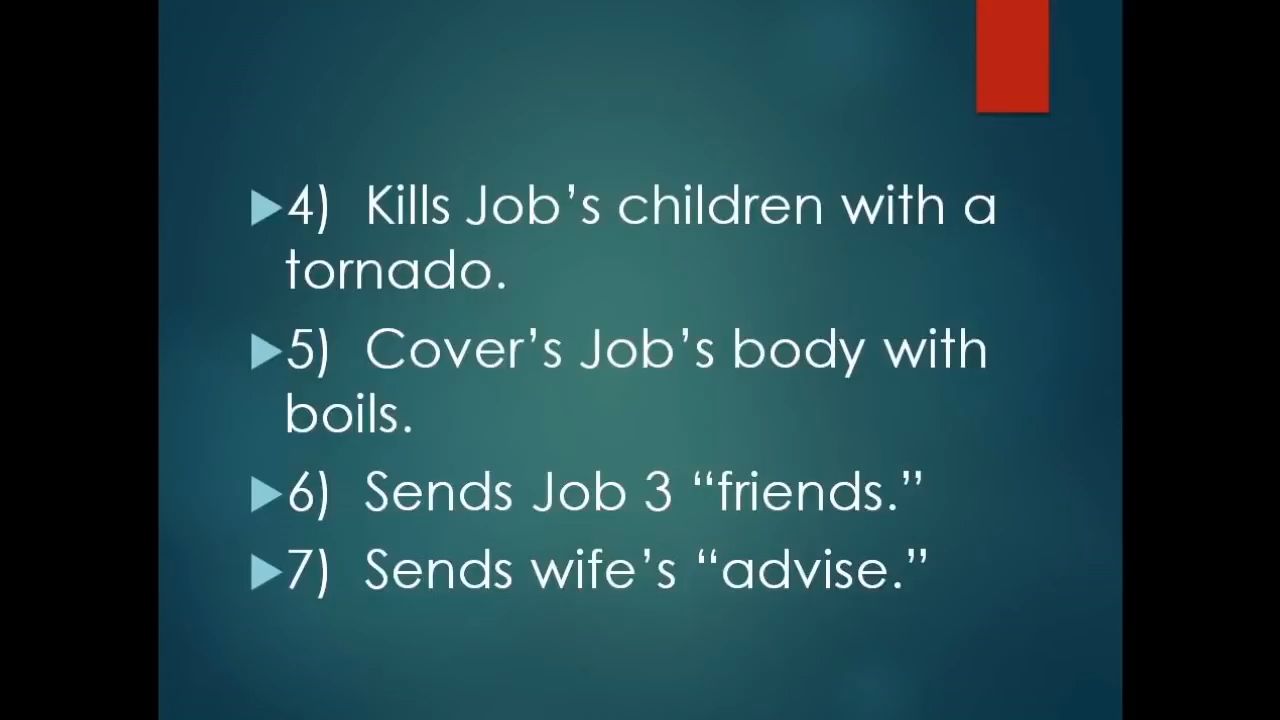 4) Kills Job’s children with a
tornado.
5) Cover’s Job’s body with
boils.
6) Sends Job 3 “friends.”
7) Sends wife’s “advise.”